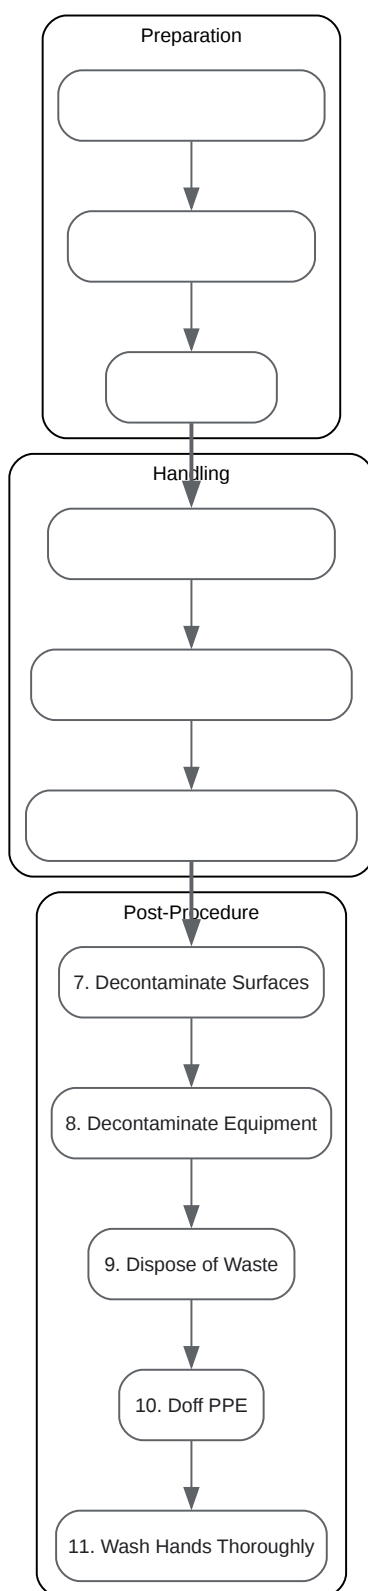 Preparation
Handling
Post-Procedure
7. Decontaminate Surfaces
8. Decontaminate Equipment
9. Dispose of Waste
10. Doff PPE
11. Wash Hands Thoroughly